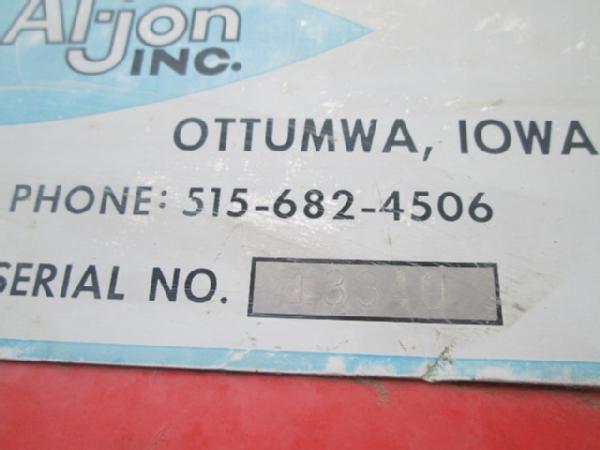 Al-jon
INC.
OTTUMWA, IOWA
PHONE: 515-682-4506
SERIAL NO.